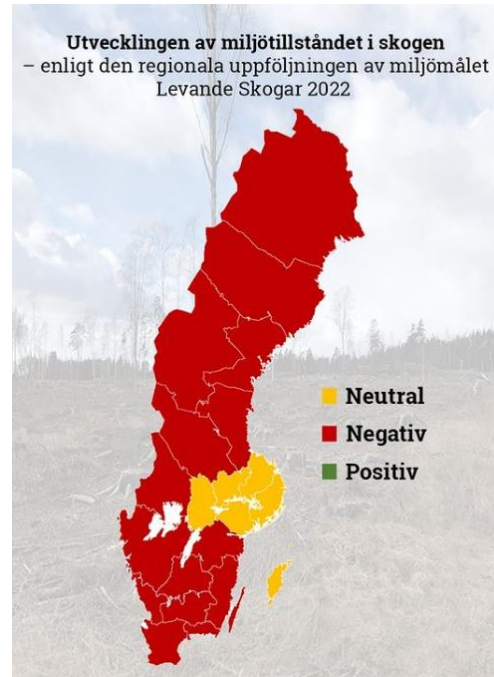 Utvecklingen av miljötillståndet i skogen
– enligt den regionala uppföljningen av miljömålet
Levande Skogar 2022
Neutral
Negativ
Positiv